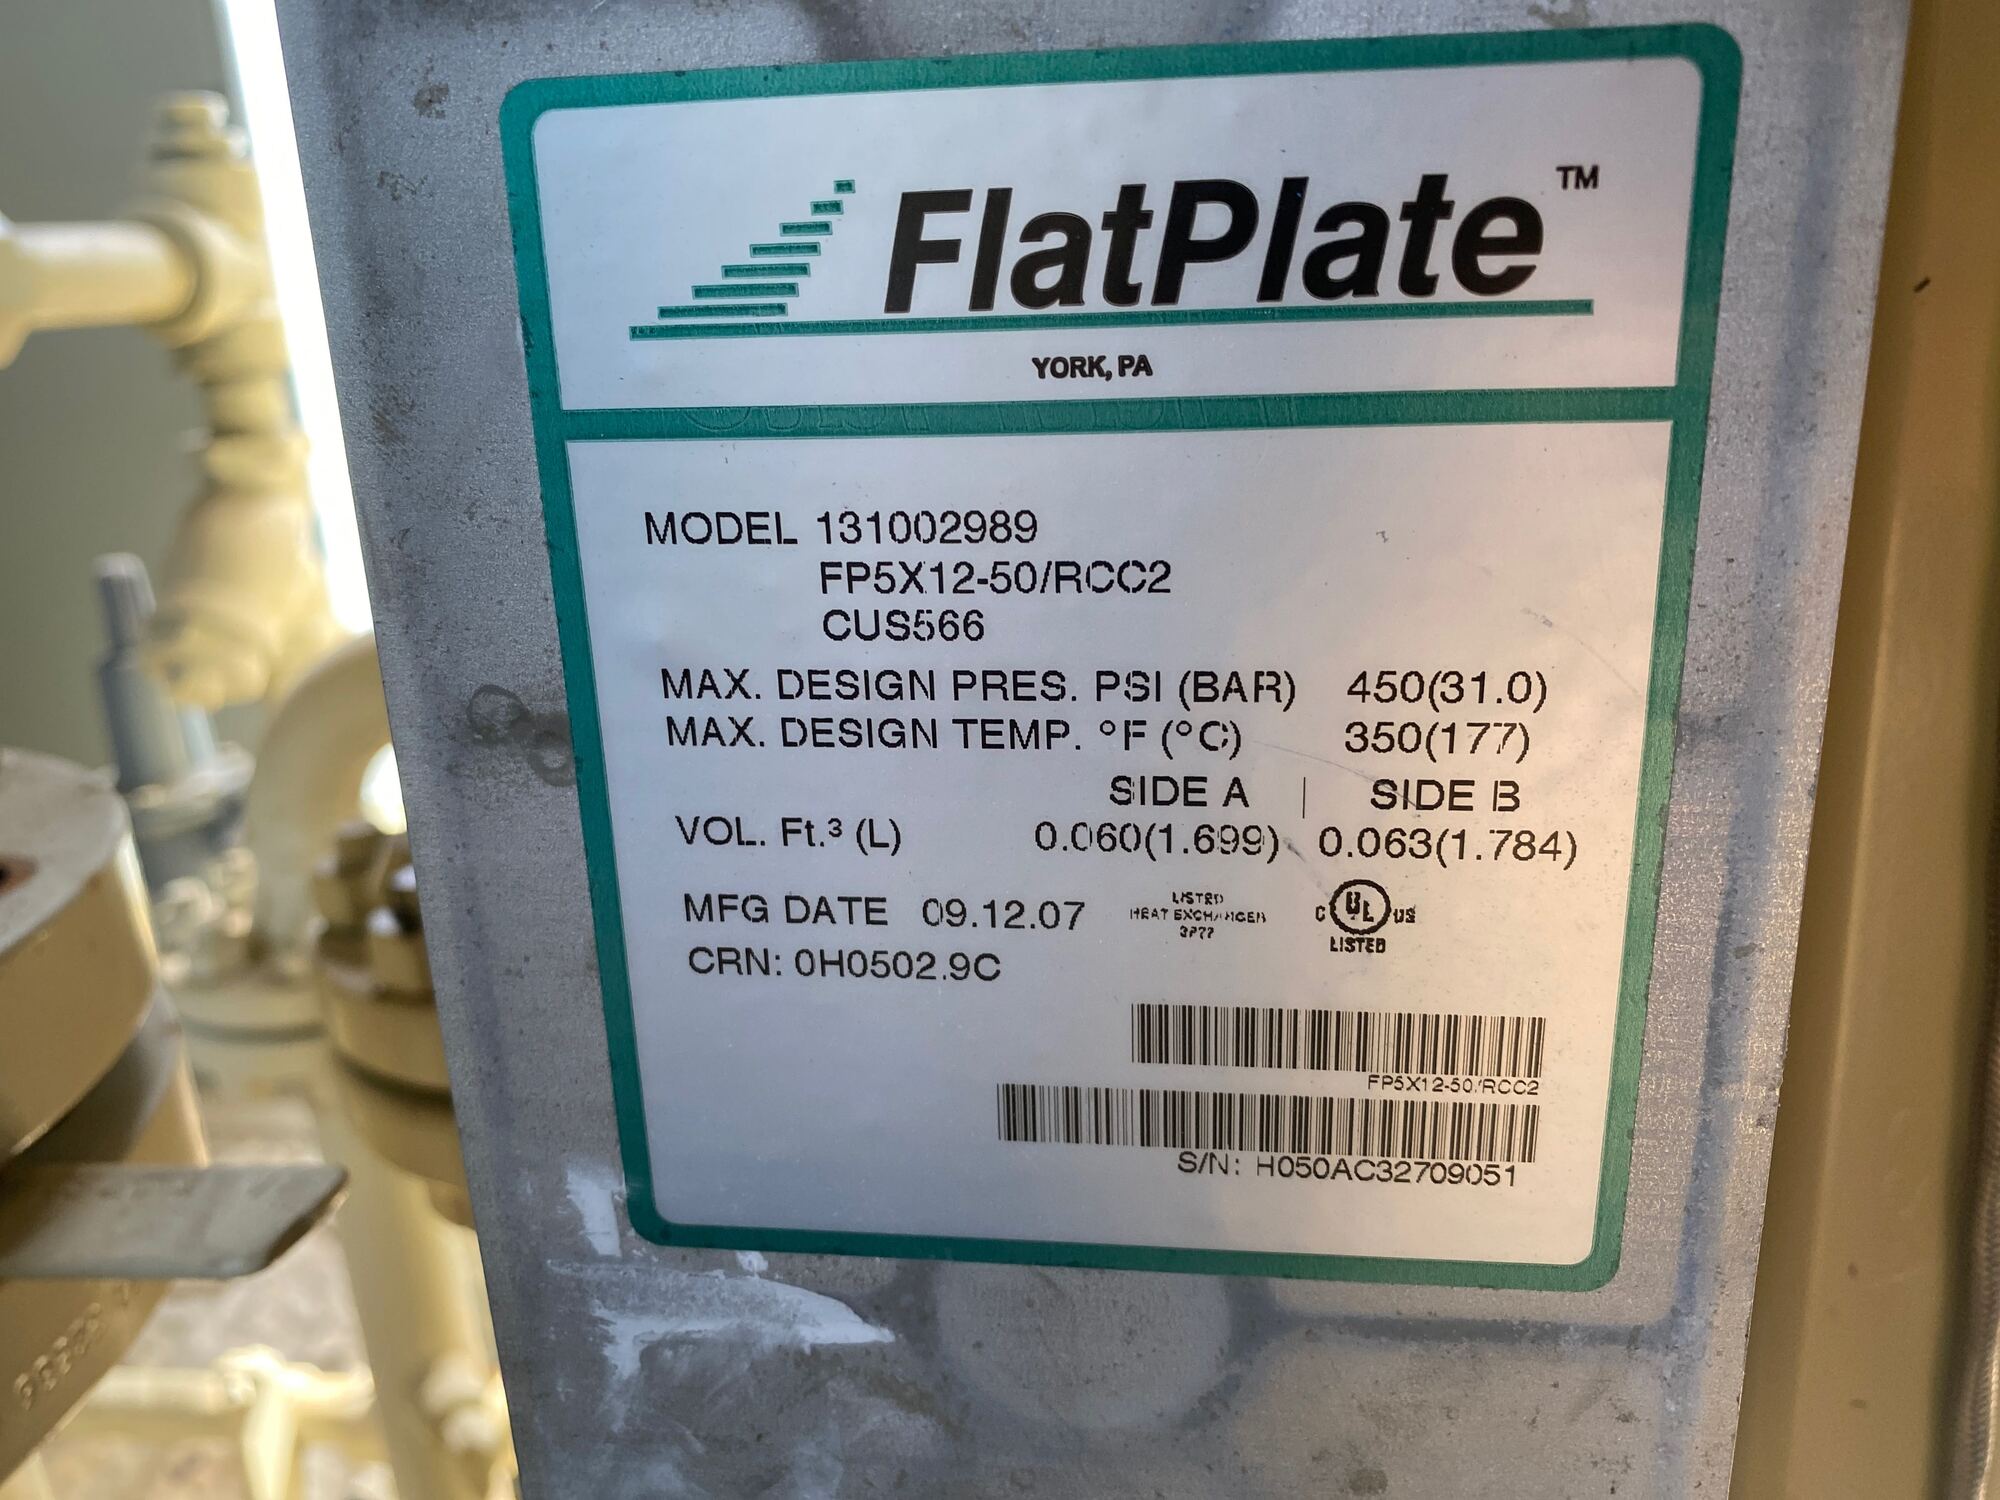 FlatPlate™
YORK, PA
MODEL 131002989
FP5X12-50/RCC2
CUS566
MAX. DESIGN PRES. PSI (BAR) 450(31.0)
MAX. DESIGN TEMP. °F (°C) 350(177)
SIDE A | SIDE B
VOL. Ft.³ (L) 0.060(1.699) 0.063(1.784)
MFG DATE 09.12.07
LISTED
HEAT EXCHANGER
C UL US
LISTED
CRN: 0H0502.9C
FP5X12-50/RCC2
S/N: H050AC32709051